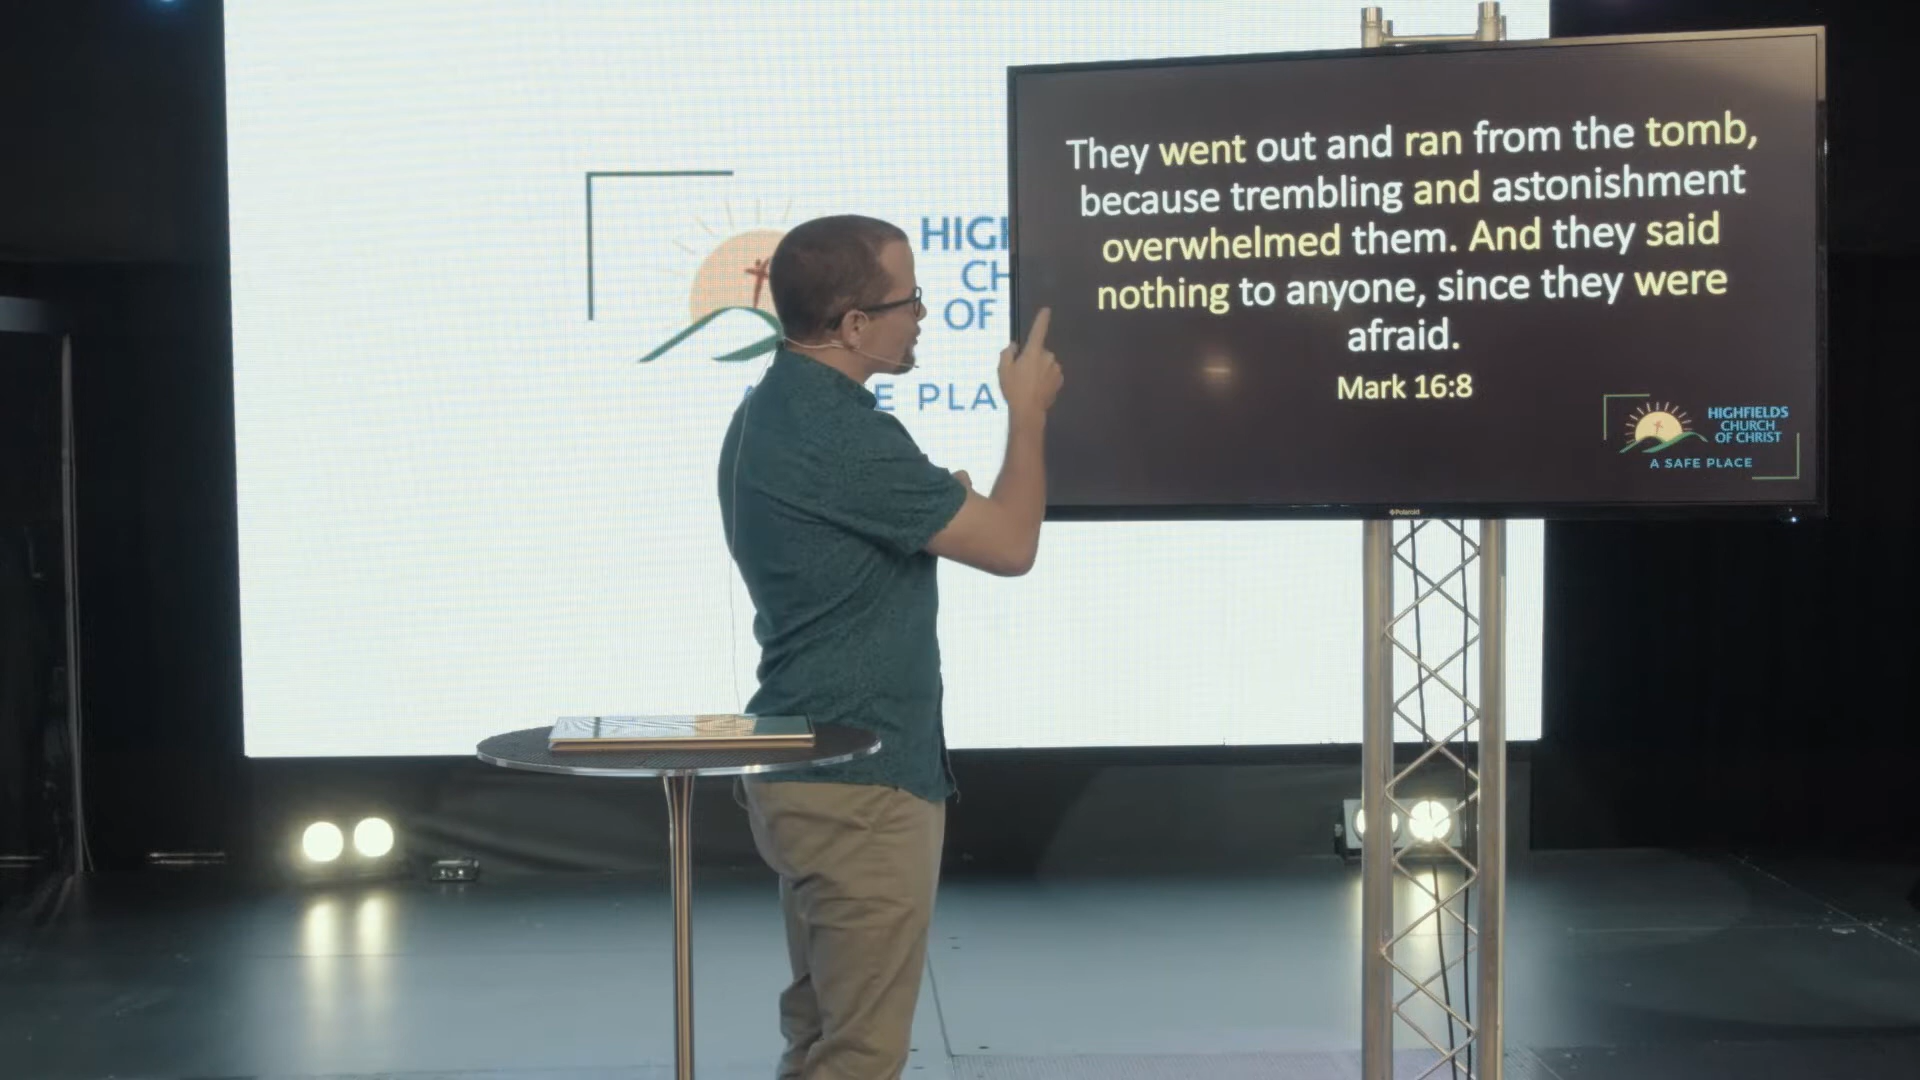 They went out and ran from the tomb,
because trembling and astonishment
overwhelmed them. And they said
nothing to anyone, since they were
afraid.
Mark 16:8
HIGHFIELDS
CHURCH
OF CHRIST
A SAFE PLACE
Polaroid
HIGH
CH
OF
E PLA